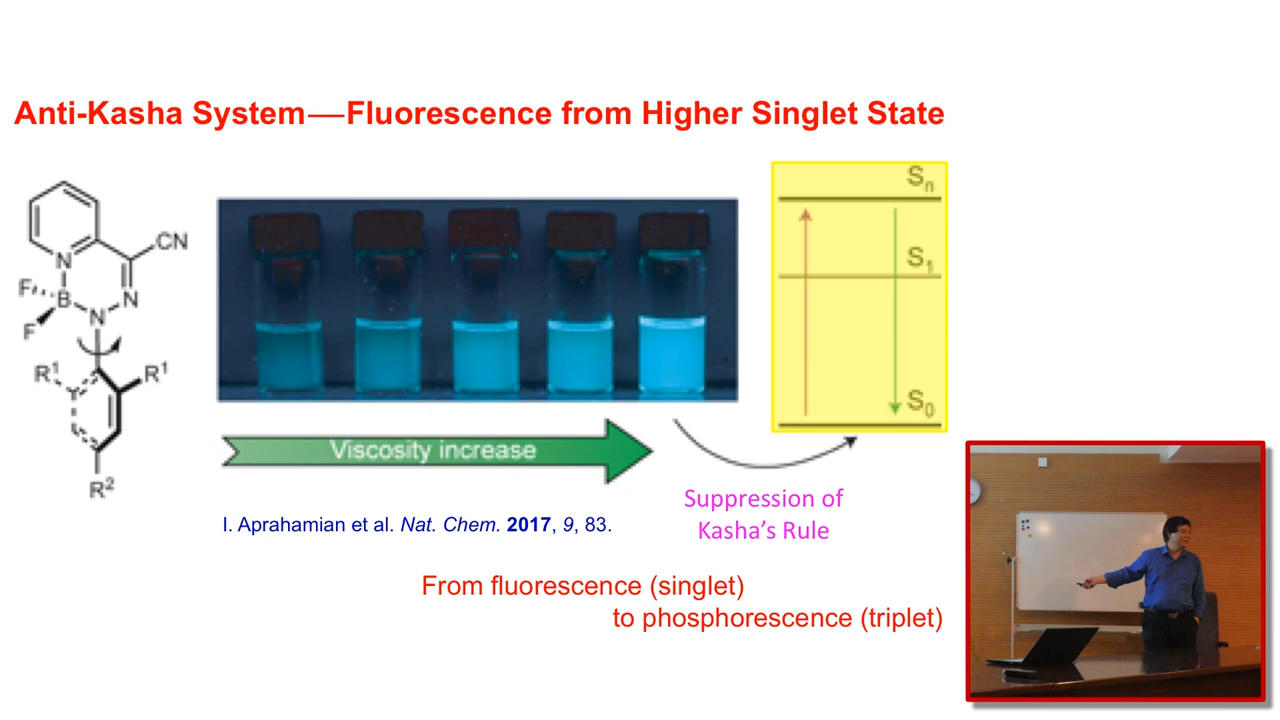 Anti-Kasha System—Fluorescence from Higher Singlet State
N
CN
F
B
N
N
F
R¹
R¹
R²
Sₙ
S₁
S₀
Viscosity increase
Suppression of
Kasha’s Rule
I. Aprahamian et al. Nat. Chem. 2017, 9, 83.
From fluorescence (singlet)
to phosphorescence (triplet)